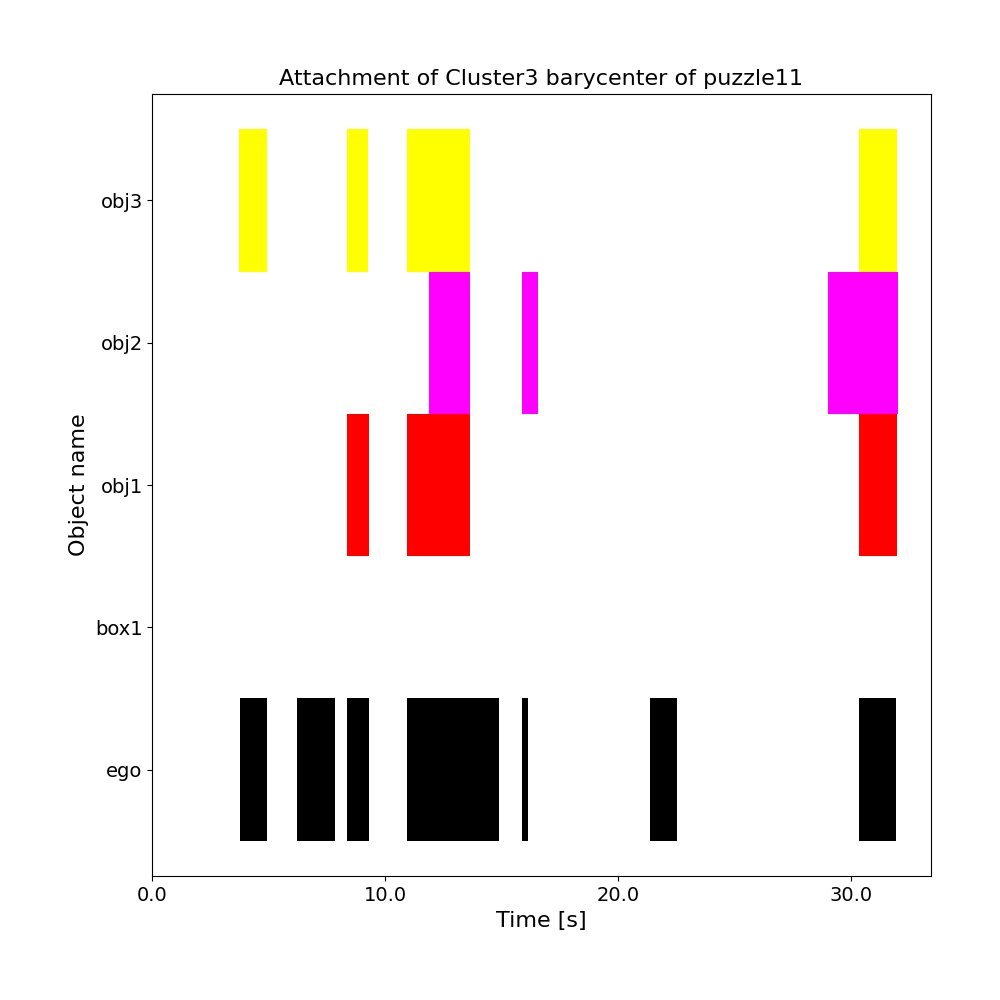 Attachment of Cluster3 barycenter of puzzle11
obj3
obj2
obj1
box1
ego
Object name
0.0 10.0 20.0 30.0
Time [s]